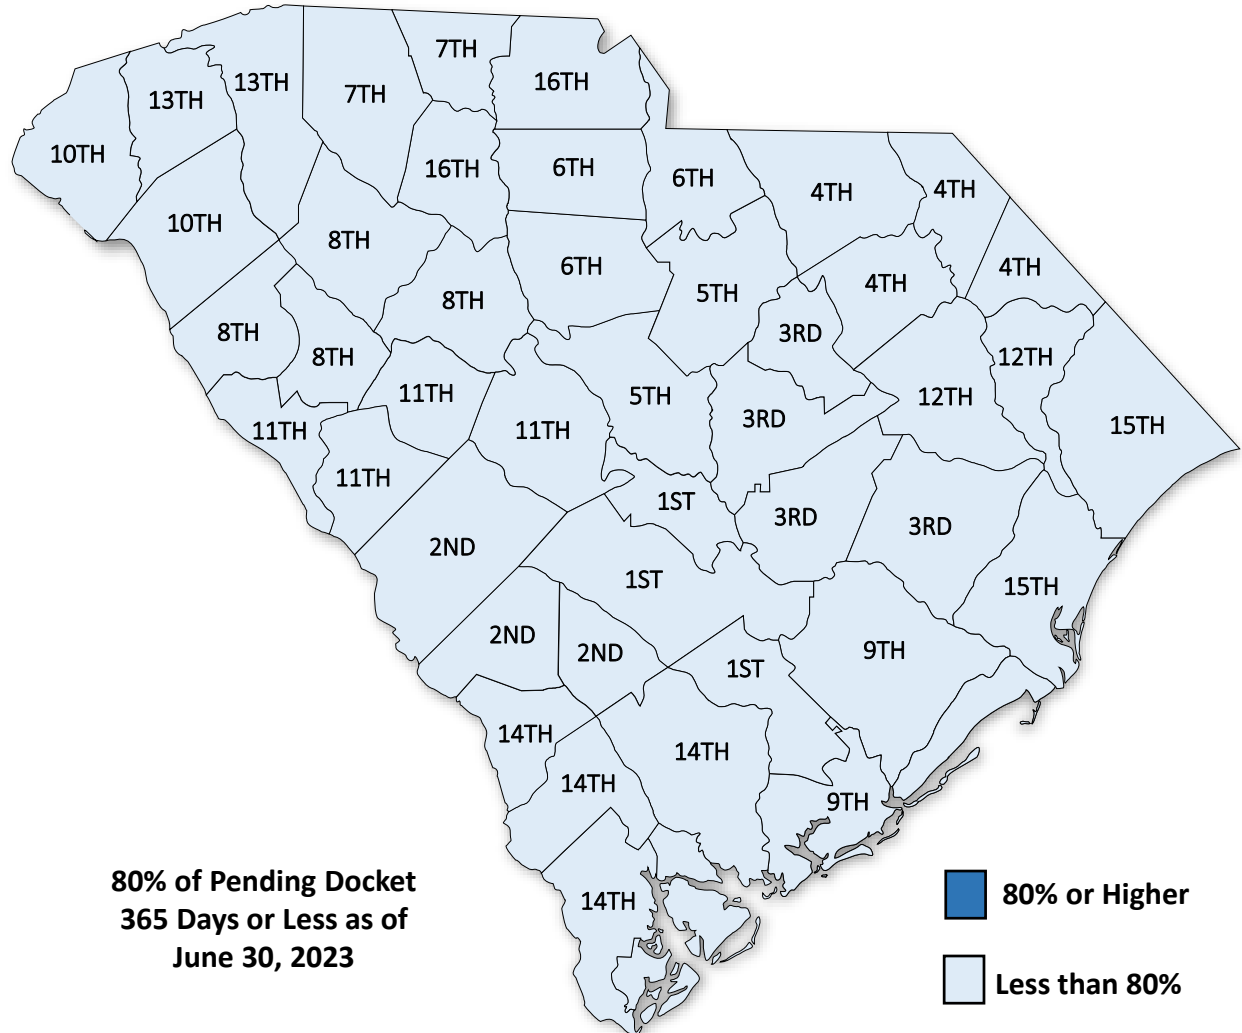 7TH
13TH
16TH
7TH
13TH
10TH
16TH
6TH
6TH
4TH
4TH
10TH
8TH
6TH
4TH
4TH
5TH
8TH
8TH
3RD
8TH
12TH
11TH
5TH
12TH
3RD
15TH
11TH
11TH
11TH
1ST
3RD
3RD
2ND
1ST
15TH
2ND
2ND
9TH
1ST
14TH
14TH
14TH
9TH
14TH
80% of Pending Docket
365 Days or Less as of
June 30, 2023
80% or Higher
Less than 80%